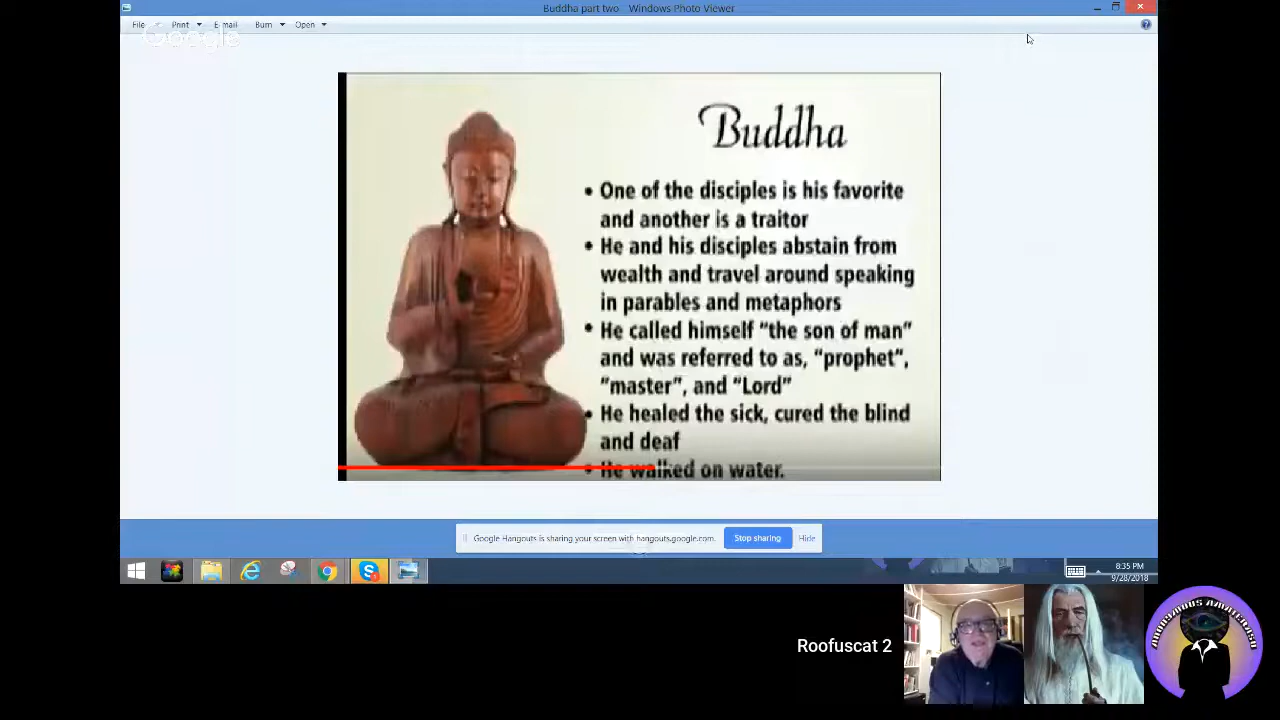 Buddha part two - Windows Photo Viewer
File Print E-mail Burn Open
Google
Buddha
• One of the disciples is his favorite
and another is a traitor
• He and his disciples abstain from
wealth and travel around speaking
in parables and metaphors
• He called himself “the son of man”
and was referred to as, “prophet”,
“master”, and “Lord”
• He healed the sick, cured the blind
and deaf
• He walked on water.
Google Hangouts is sharing your screen with hangouts.google.com. Stop sharing Hide
8:35 PM
9/28/2018
Roofuscat 2